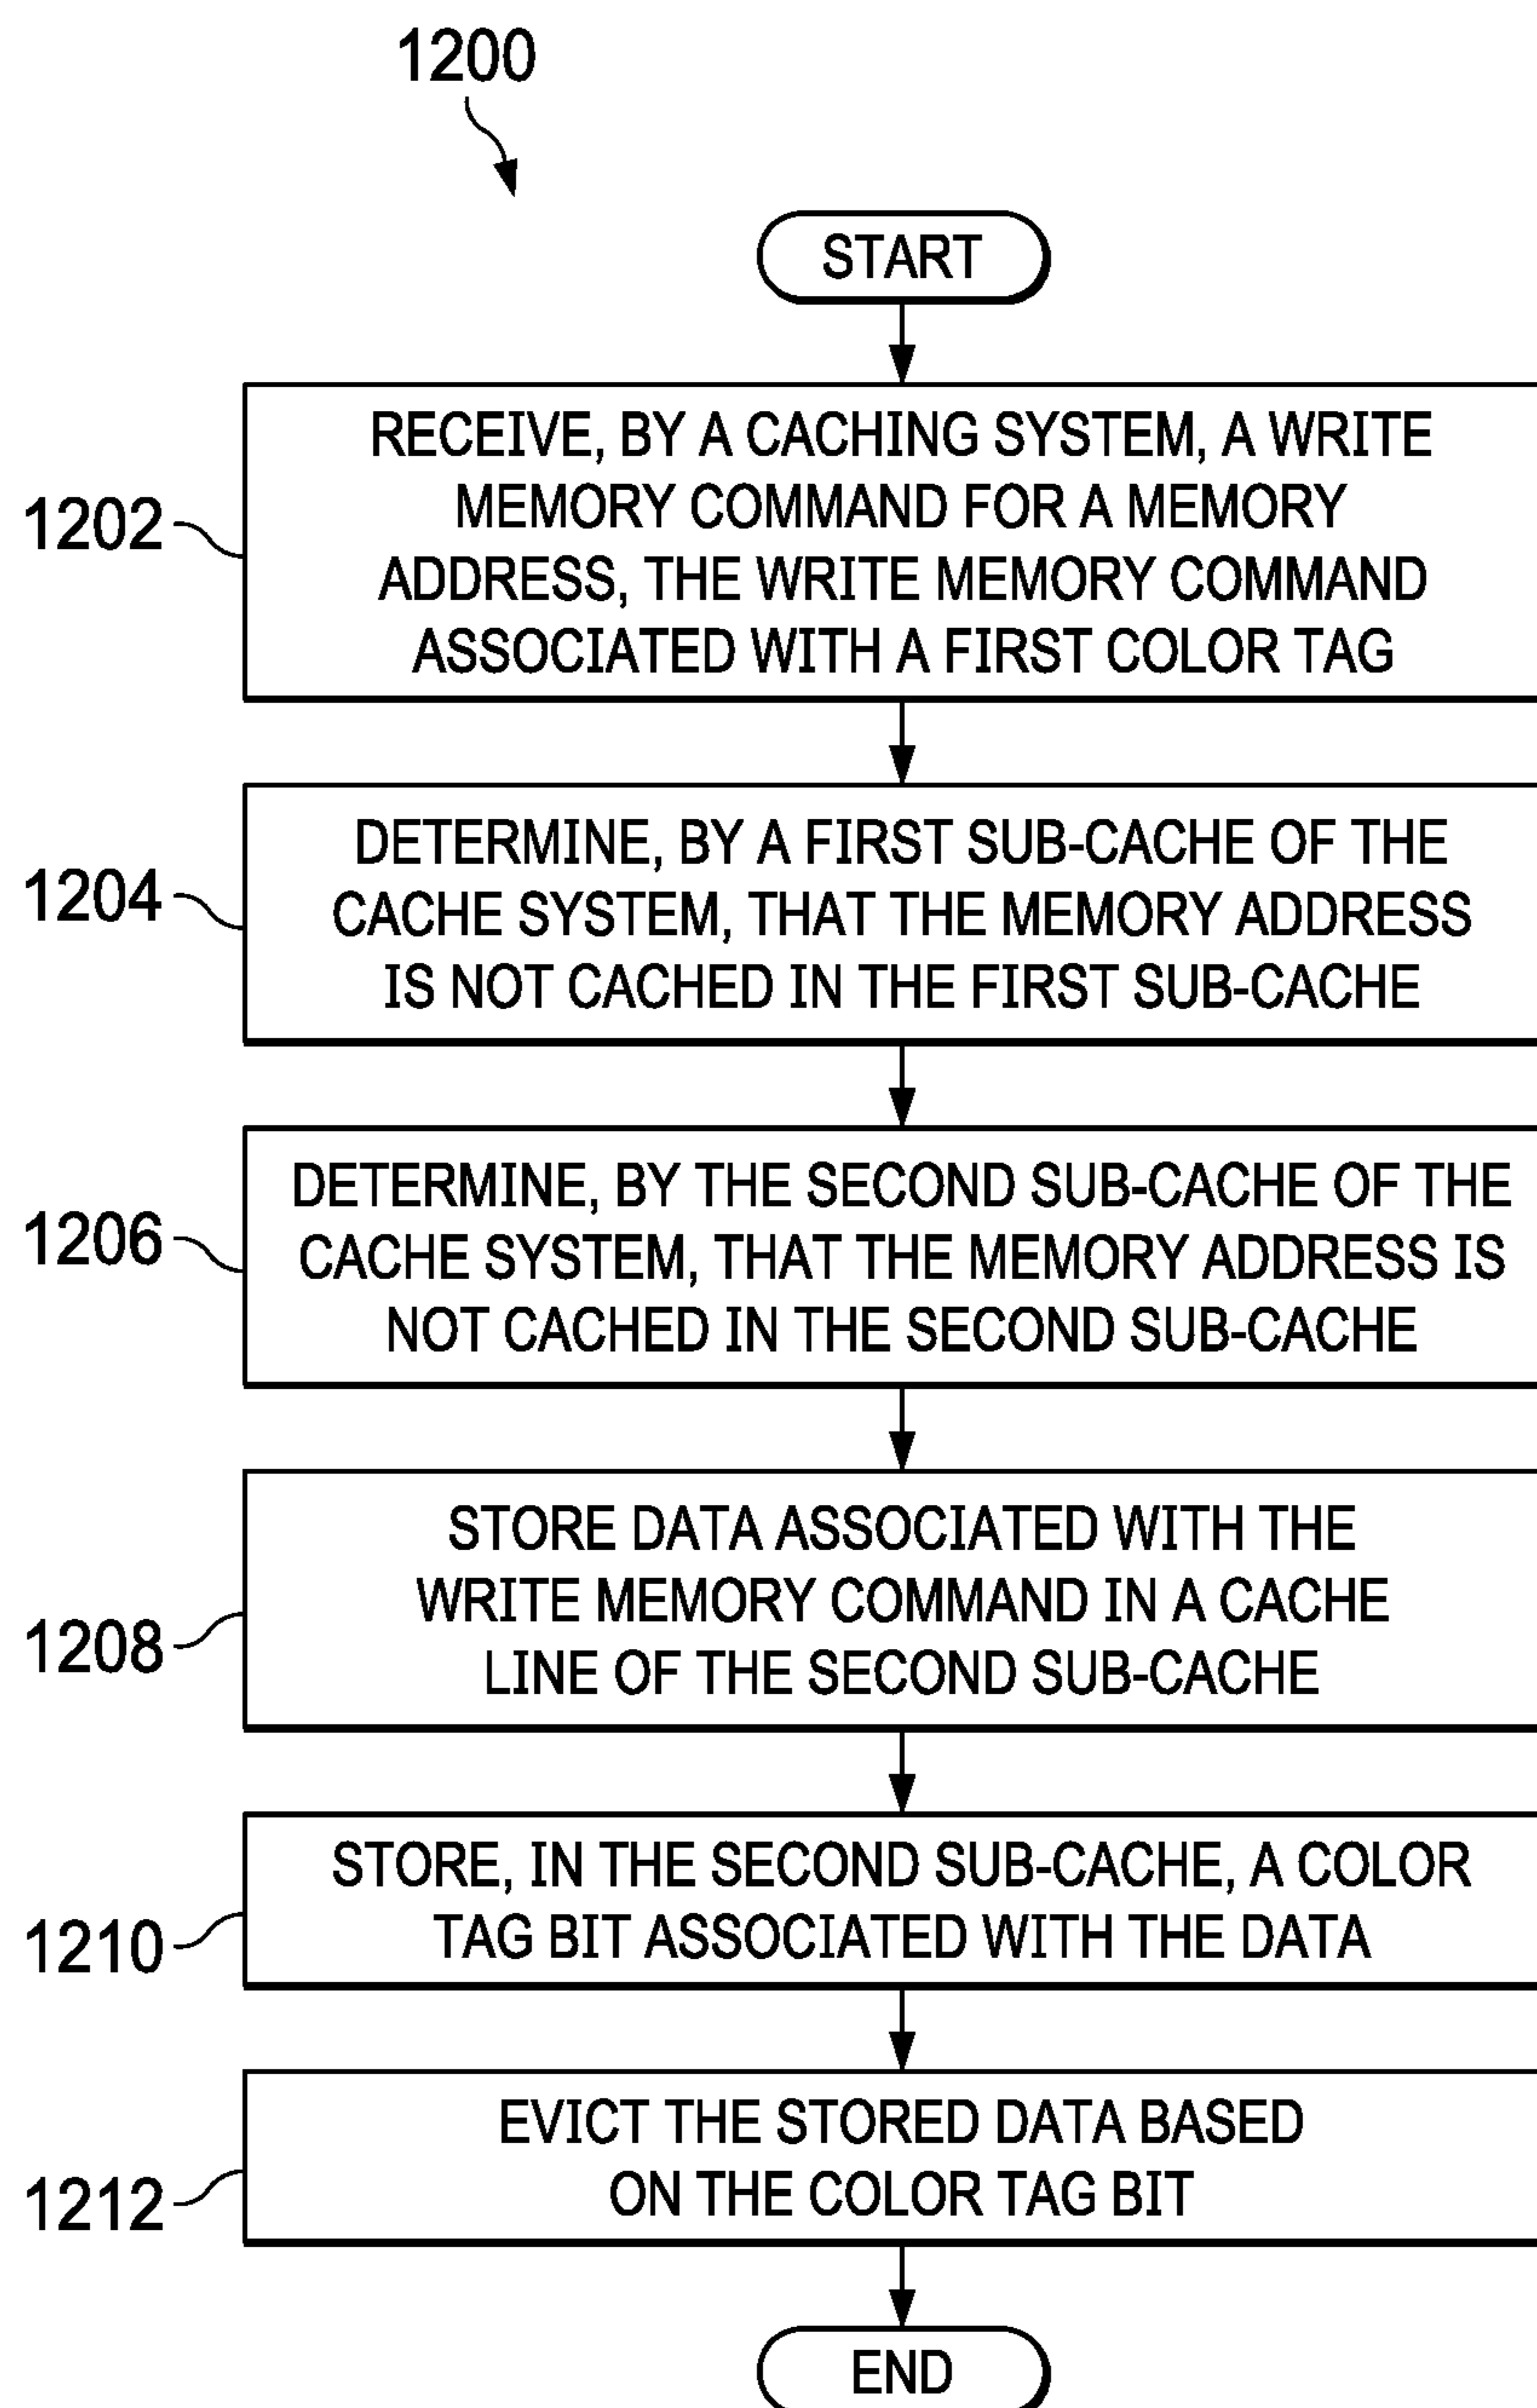 1200
START
RECEIVE, BY A CACHING SYSTEM, A WRITE
MEMORY COMMAND FOR A MEMORY
ADDRESS, THE WRITE MEMORY COMMAND
ASSOCIATED WITH A FIRST COLOR TAG
1202
DETERMINE, BY A FIRST SUB-CACHE OF THE
CACHE SYSTEM, THAT THE MEMORY ADDRESS
IS NOT CACHED IN THE FIRST SUB-CACHE
1204
DETERMINE, BY THE SECOND SUB-CACHE OF THE
CACHE SYSTEM, THAT THE MEMORY ADDRESS IS
NOT CACHED IN THE SECOND SUB-CACHE
1206
STORE DATA ASSOCIATED WITH THE
WRITE MEMORY COMMAND IN A CACHE
LINE OF THE SECOND SUB-CACHE
1208
STORE, IN THE SECOND SUB-CACHE, A COLOR
TAG BIT ASSOCIATED WITH THE DATA
1210
EVICT THE STORED DATA BASED
ON THE COLOR TAG BIT
1212
END